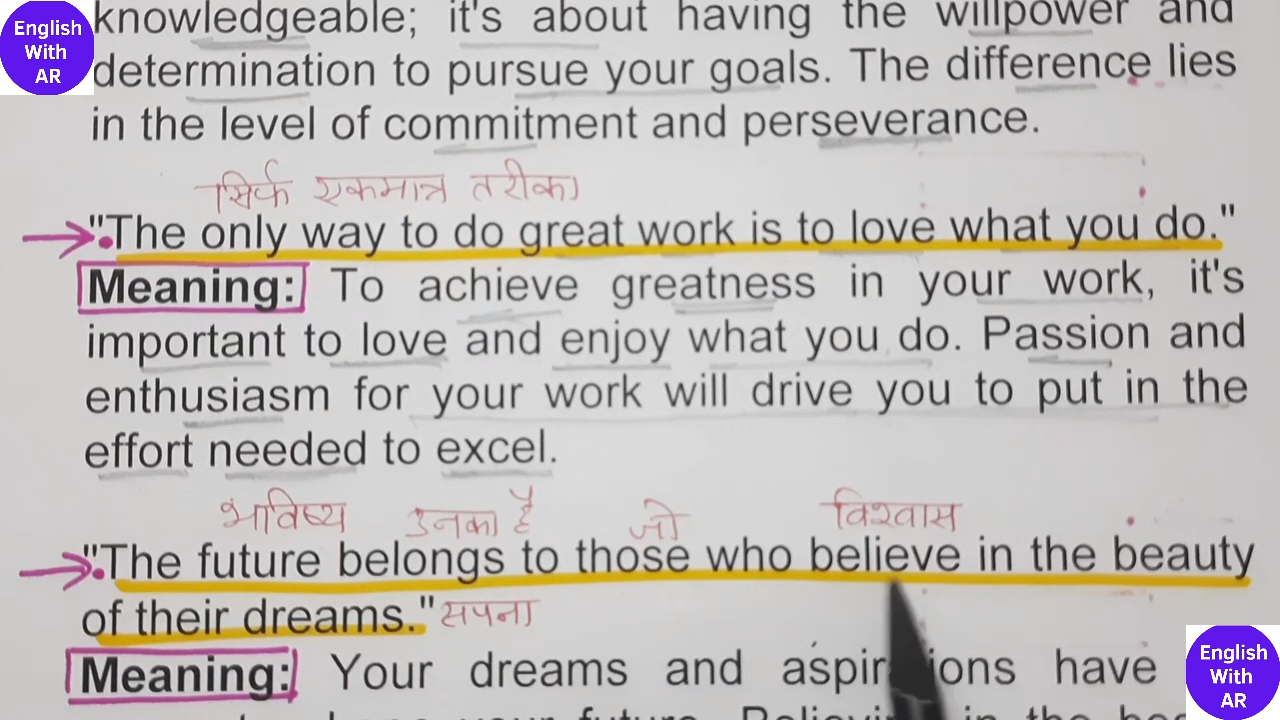 English
With
AR
knowledgeable; it's about having the willpower and
determination to pursue your goals. The difference lies
in the level of commitment and perseverance.
सिर्फ एकमात्र तरीका
"The only way to do great work is to love what you do."
Meaning: To achieve greatness in your work, it's
important to love and enjoy what you do. Passion and
enthusiasm for your work will drive you to put in the
effort needed to excel.
भविष्य उनका है जो विश्वास
"The future belongs to those who believe in the beauty
of their dreams." सपना
Meaning: Your dreams and have
your future.
English
With
AR